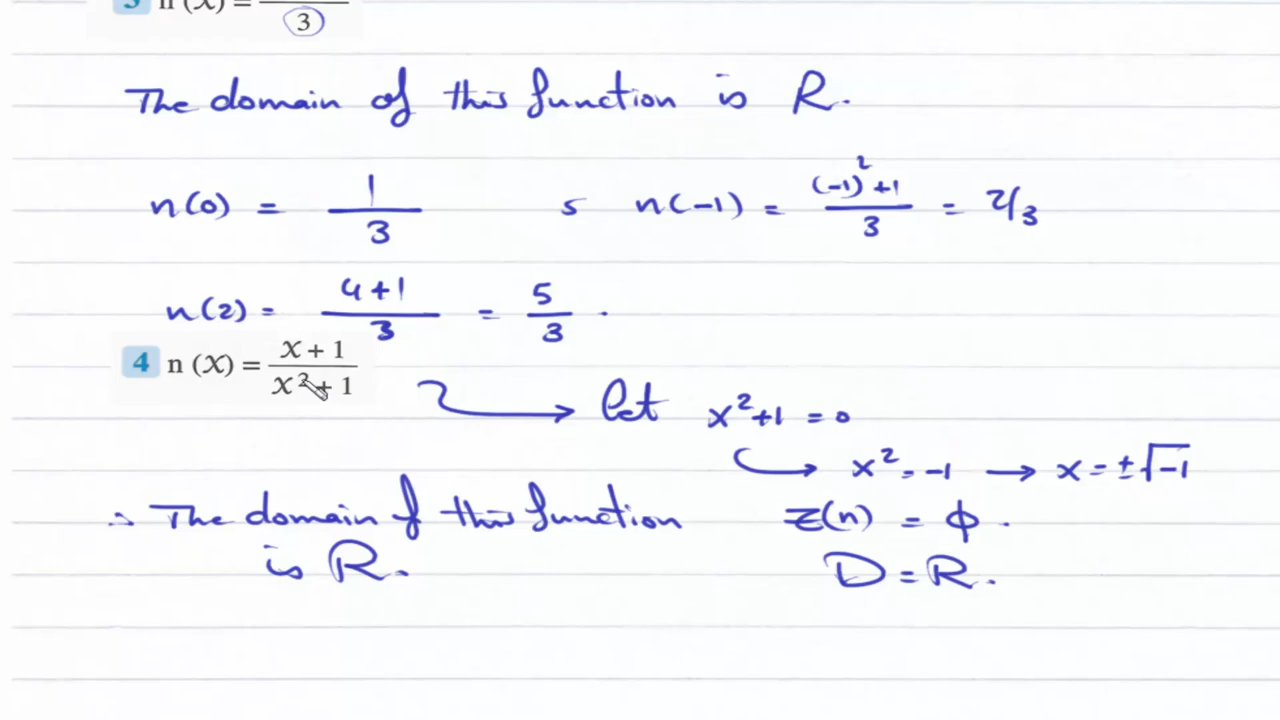 3 n (X) =
3
The domain of this function is R.
n(0) = 1/3 , n(-1) = ((-1)² + 1)/3 = 2/3
n(2) = (4+1)/3 = 5/3 .
4 n (X) = (X + 1)/(X² + 1)
let x²+1 = 0
x² = -1 → x = ±√-1
∴ The domain of this function
is R.
Z(n) = φ .
D = R.